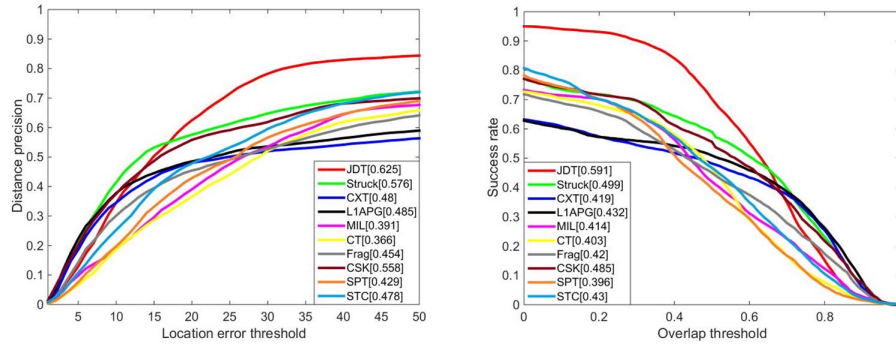 Distance precision
1
0.9
0.8
0.7
0.6
0.5
0.4
0.3
0.2
0.1
0
5 10 15 20 25 30 35 40 45 50
Location error threshold
JDT[0.625]
Struck[0.576]
CXT[0.48]
L1APG[0.485]
MIL[0.391]
CT[0.366]
Frag[0.454]
CSK[0.558]
SPT[0.429]
STC[0.478]
Success rate
1
0.9
0.8
0.7
0.6
0.5
0.4
0.3
0.2
0.1
0
0 0.2 0.4 0.6 0.8
Overlap threshold
JDT[0.591]
Struck[0.499]
CXT[0.419]
L1APG[0.432]
MIL[0.414]
CT[0.403]
Frag[0.42]
CSK[0.485]
SPT[0.396]
STC[0.43]